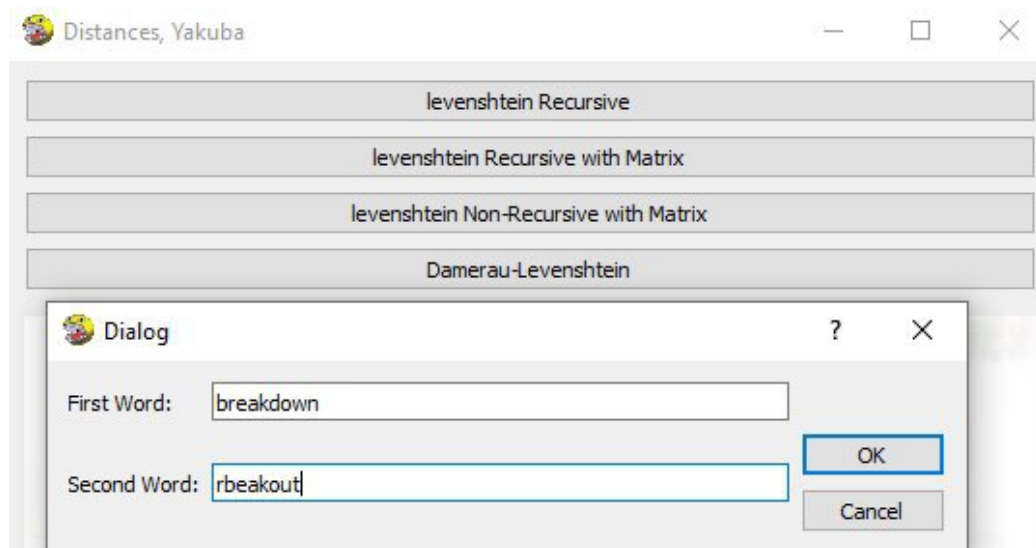 Distances, Yakuba
levenshtein Recursive
levenshtein Recursive with Matrix
levenshtein Non-Recursive with Matrix
Damerau-Levenshtein
Dialog ?
First Word: breakdown
OK
Second Word: rbeakout
Cancel